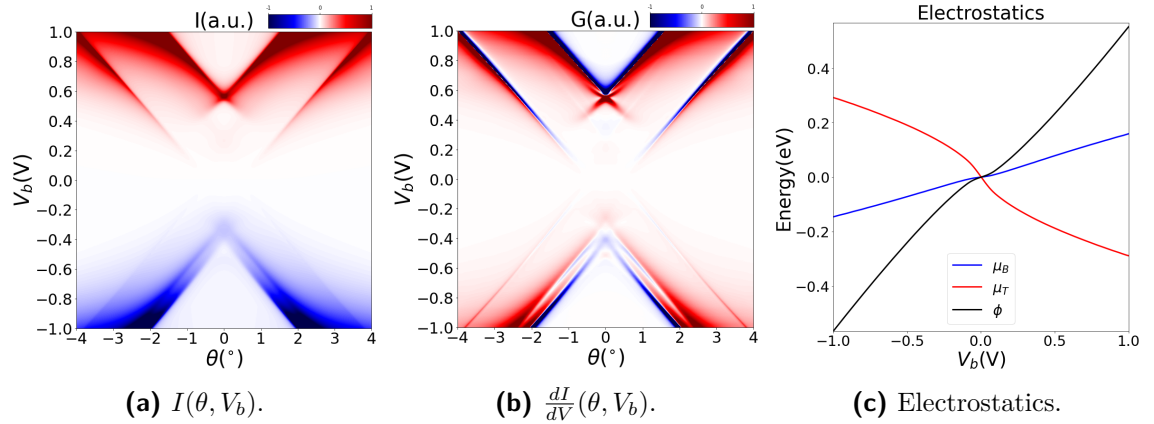 I(a.u.)
-1 0 1
1.0
0.8
0.6
0.4
0.2
0.0
−0.2
−0.4
−0.6
−0.8
−1.0
V_b(V)
−4 −3 −2 −1 0 1 2 3 4
θ(°)
(a) I(θ, V_b).
G(a.u.)
-1 0 1
1.0
0.8
0.6
0.4
0.2
0.0
−0.2
−0.4
−0.6
−0.8
−1.0
V_b(V)
−4 −3 −2 −1 0 1 2 3 4
θ(°)
(b) dI/dV(θ, V_b).
Electrostatics
0.4
0.2
0.0
−0.2
−0.4
Energy(eV)
μ_B
μ_T
ϕ
−1.0 −0.5 0.0 0.5 1.0
V_b(V)
(c) Electrostatics.